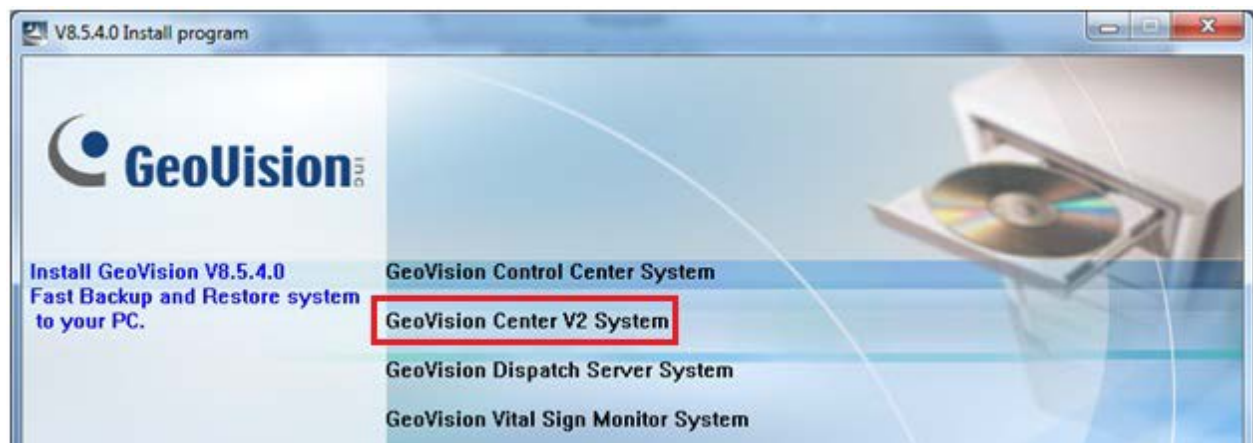 V8.5.4.0 Install program
GeoVision Inc
Install GeoVision V8.5.4.0
Fast Backup and Restore system
to your PC.
GeoVision Control Center System
GeoVision Center V2 System
GeoVision Dispatch Server System
GeoVision Vital Sign Monitor System